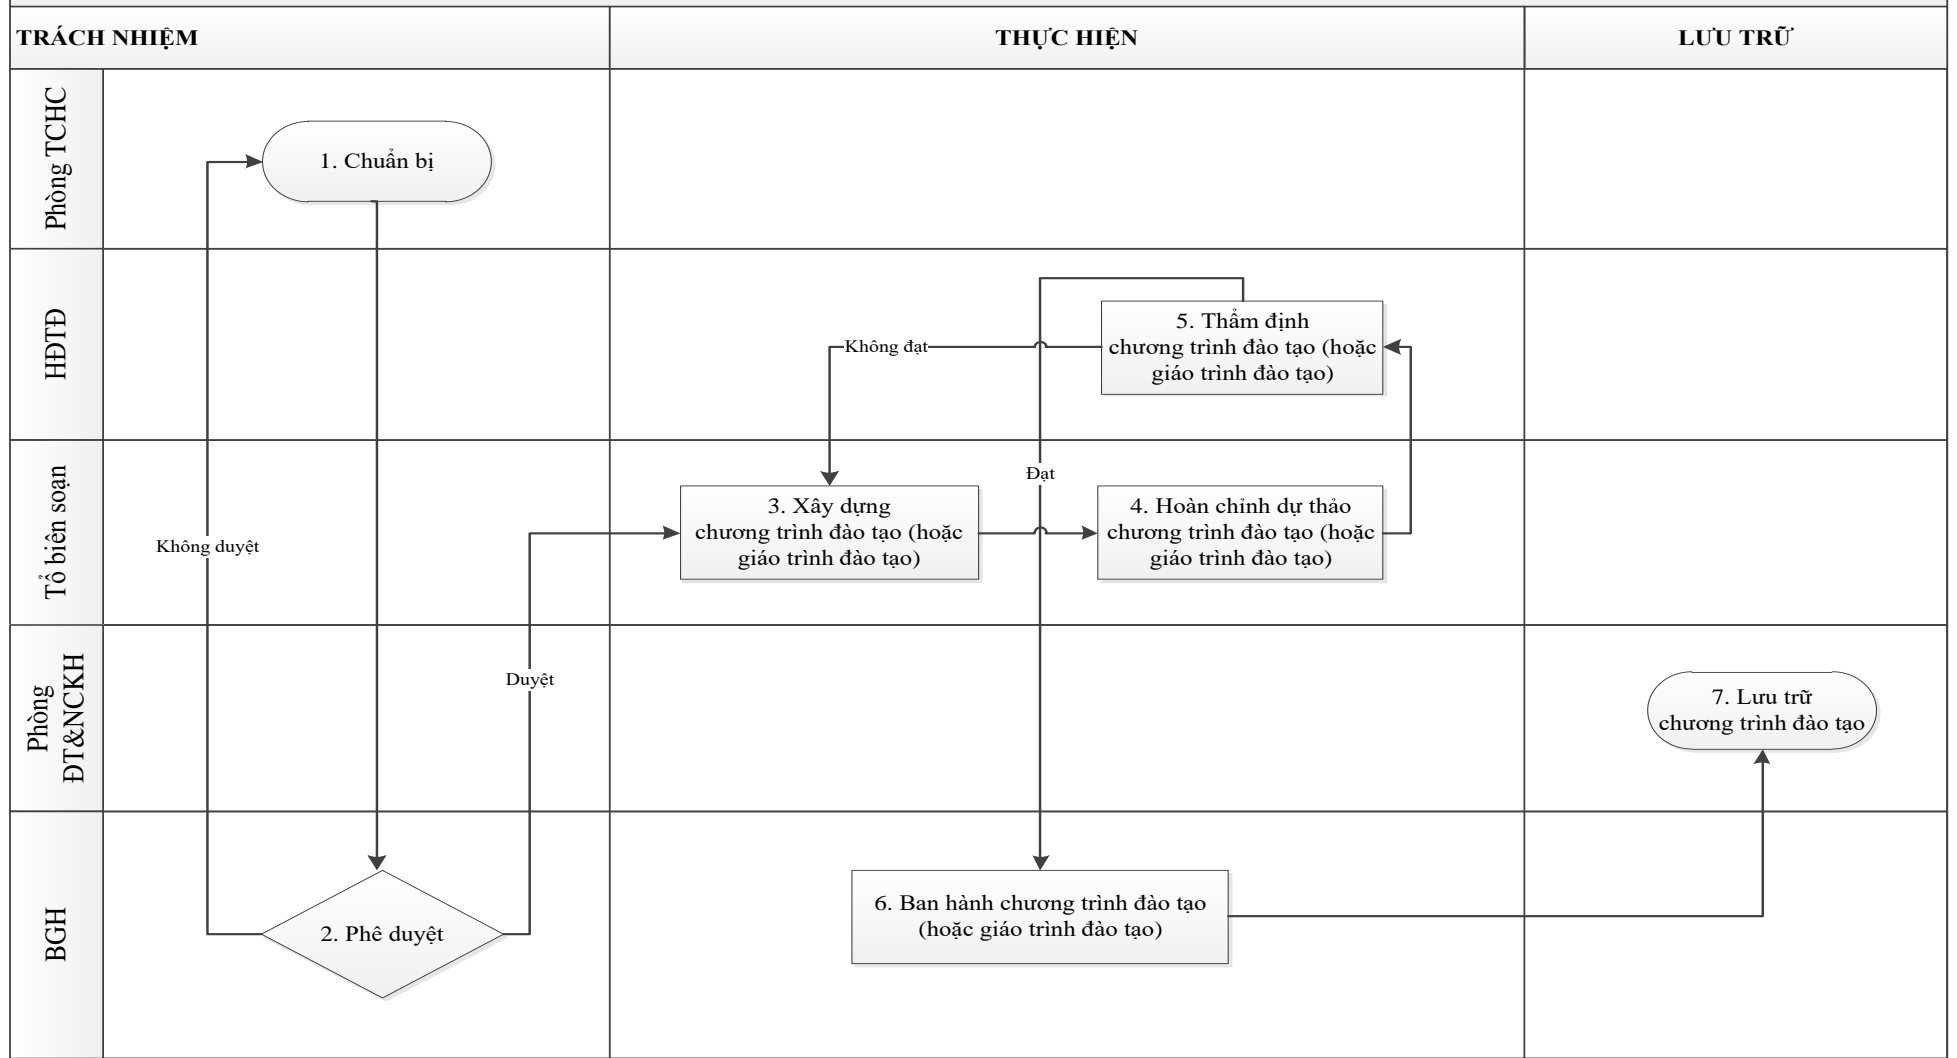 TRÁCH NHIỆM
THỰC HIỆN
LƯU TRỮ
Phòng TCHC
1. Chuẩn bị
HĐTĐ
5. Thẩm định
chương trình đào tạo (hoặc
giáo trình đào tạo)
Không đạt
Tổ biên soạn
Đạt
3. Xây dựng
chương trình đào tạo (hoặc
giáo trình đào tạo)
4. Hoàn chỉnh dự thảo
chương trình đào tạo (hoặc
giáo trình đào tạo)
Không duyệt
Phòng
ĐT&NCKH
Duyệt
7. Lưu trữ
chương trình đào tạo
BGH
2. Phê duyệt
6. Ban hành chương trình đào tạo
(hoặc giáo trình đào tạo)